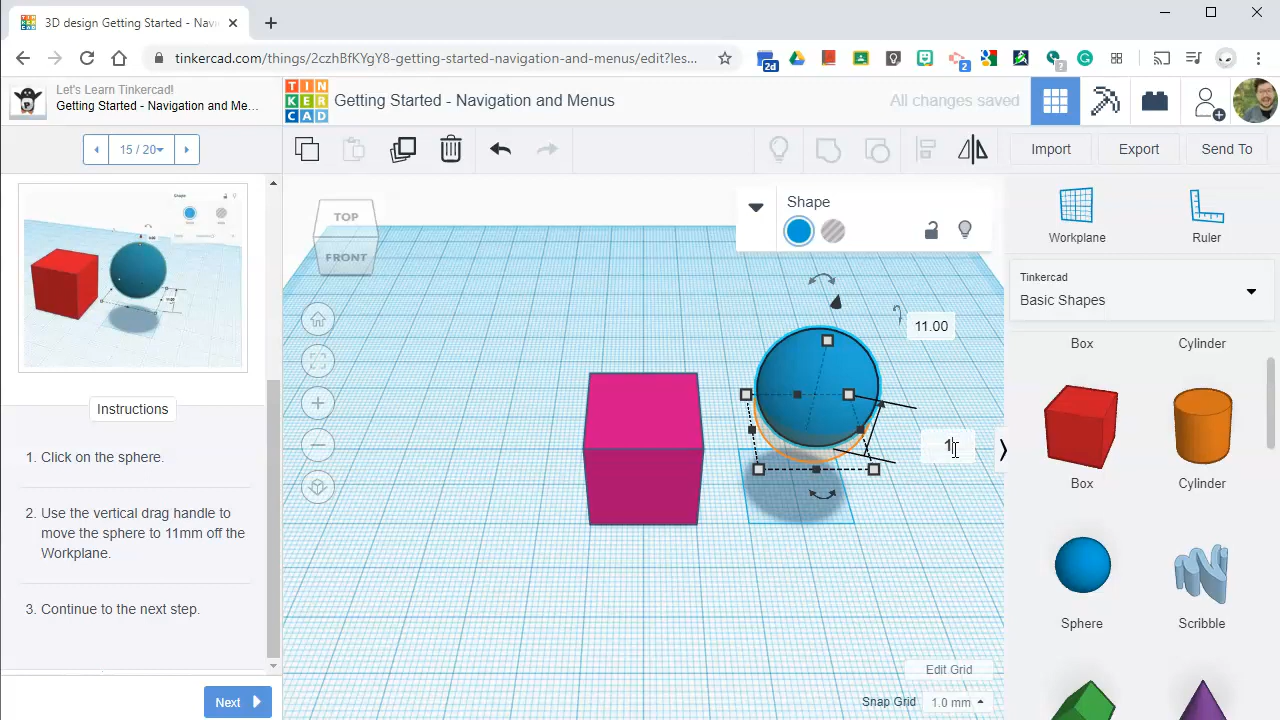 3D design Getting Started - Navi
tinkercad.com/things/2czhBfKYgY8-getting-started-navigation-and-menus/edit?les...
2d
2
?
Let's Learn Tinkercad!
Getting Started - Navigation and Me...
TIN
KER
CAD
Getting Started - Navigation and Menus
All changes saved
15 / 20
Import
Export
Send To
TOP
FRONT
Shape
11.00
1
Workplane
Ruler
Tinkercad
Basic Shapes
Box
Cylinder
Box
Cylinder
Sphere
Scribble
Instructions
1. Click on the sphere.
2. Use the vertical drag handle to
move the sphere to 11mm off the
Workplane.
3. Continue to the next step.
Next
Edit Grid
Snap Grid
1.0 mm